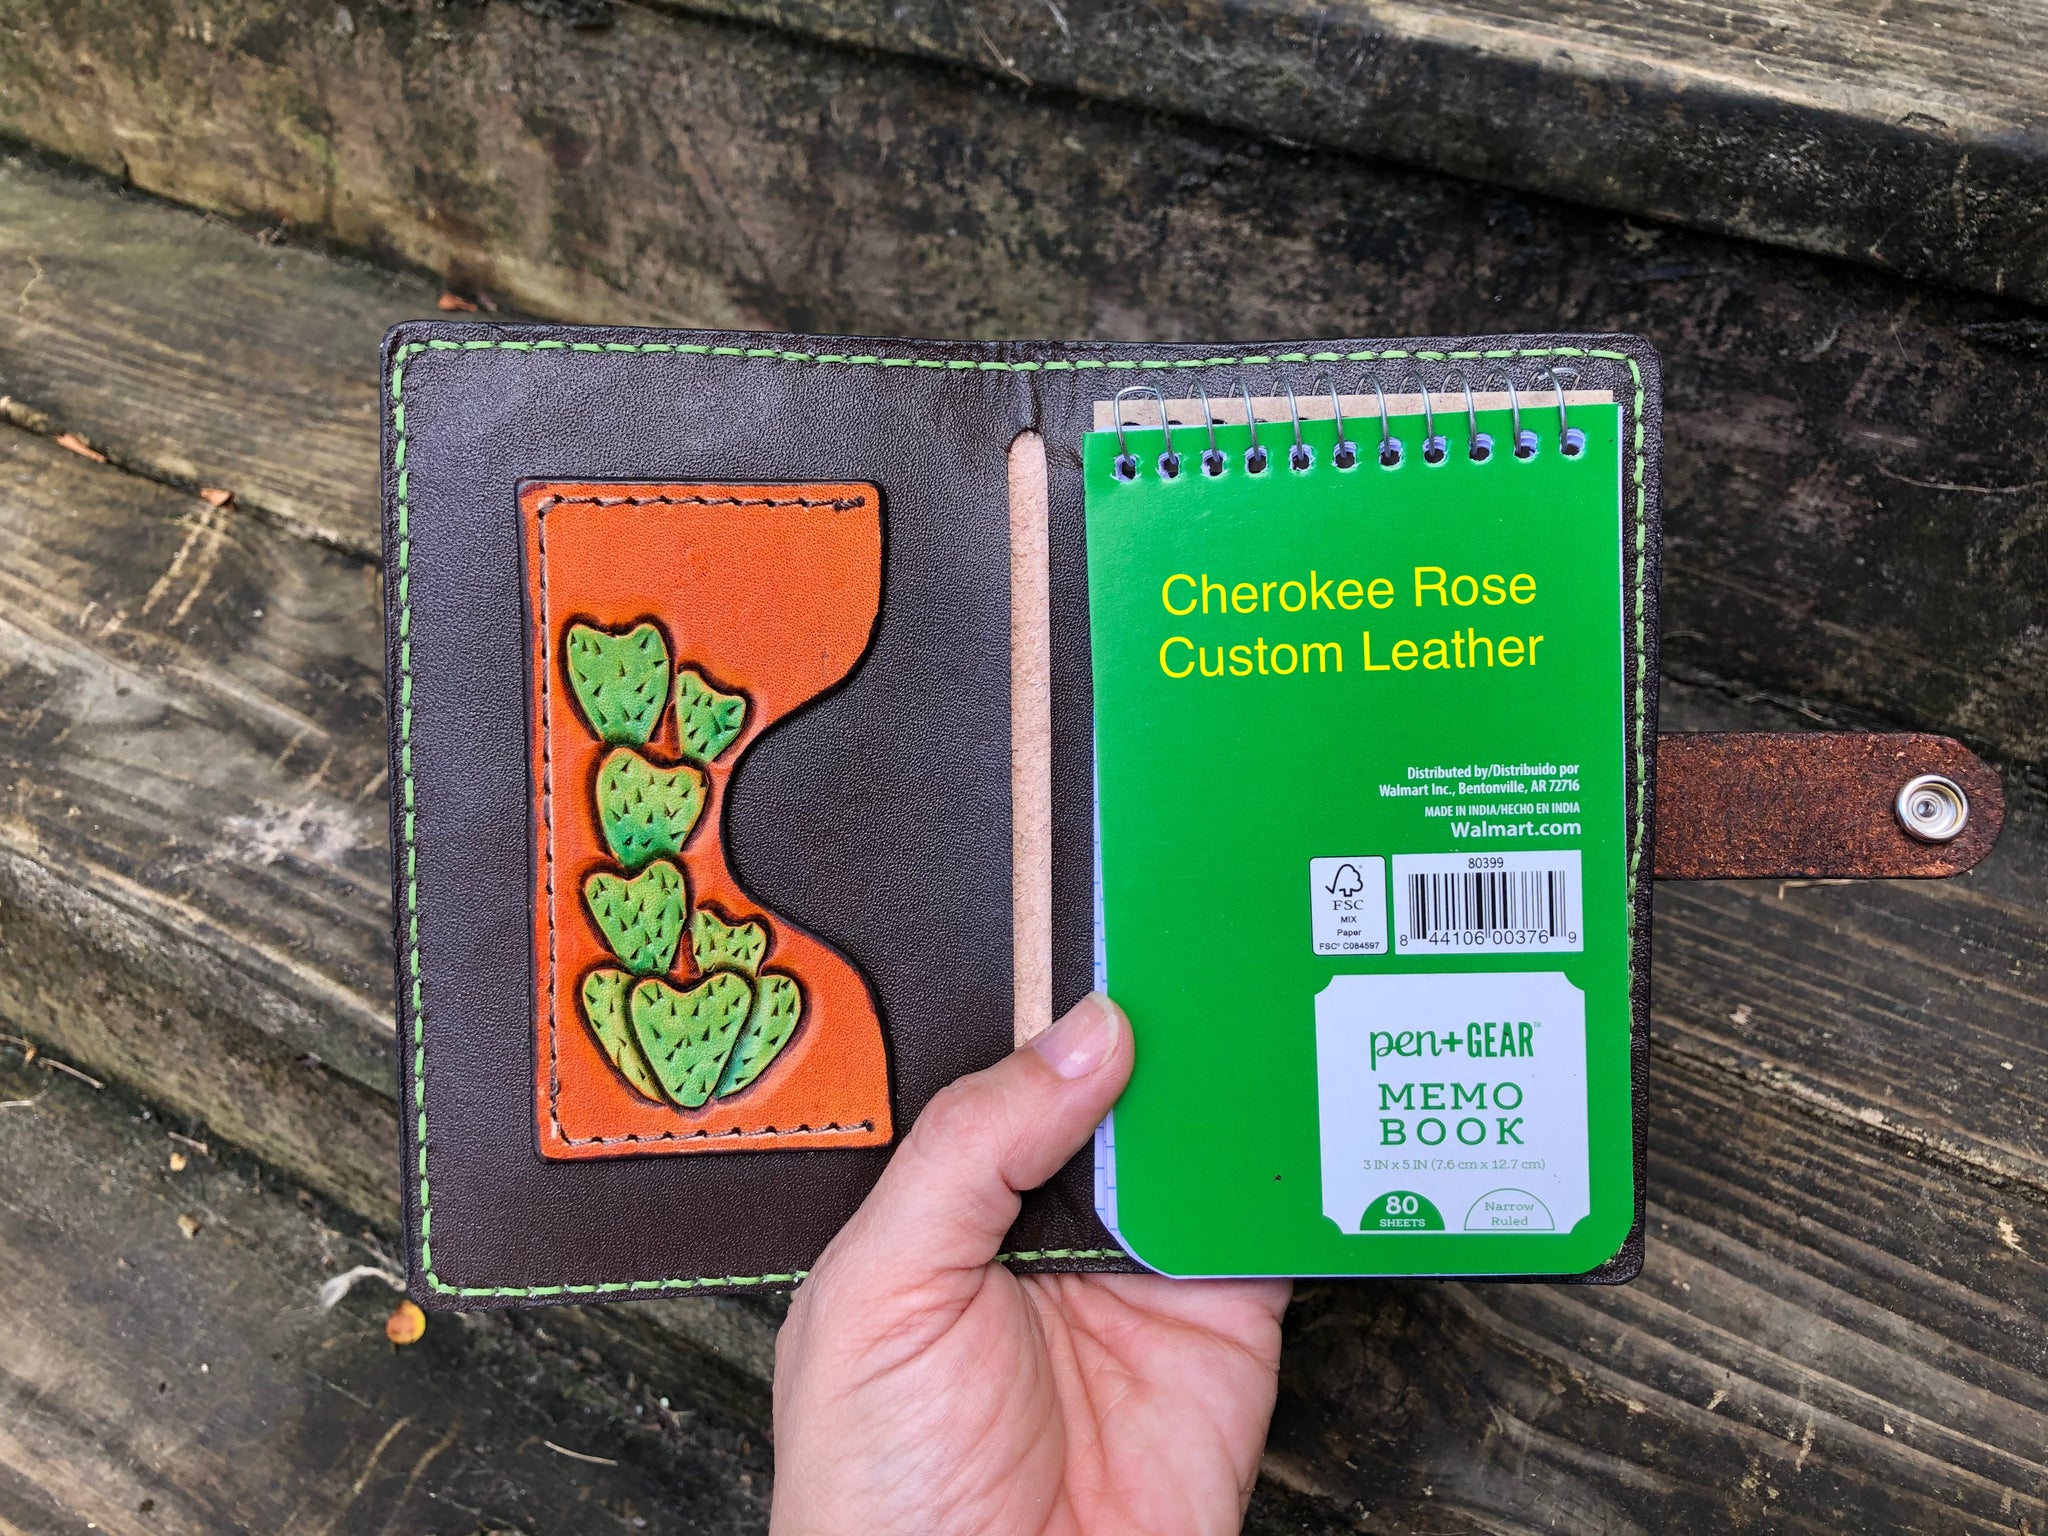 Cherokee Rose
Custom Leather
Distributed by/Distribuido por
Walmart Inc., Bentonville, AR 72716
MADE IN INDIA/HECHO EN INDIA
Walmart.com
FSC
MIX
Paper
FSC® C084597
80399
8 44106 00376 9
pen+GEAR™
MEMO
BOOK
3 IN x 5 IN (7.6 cm x 12.7 cm)
80
SHEETS
Narrow
Ruled